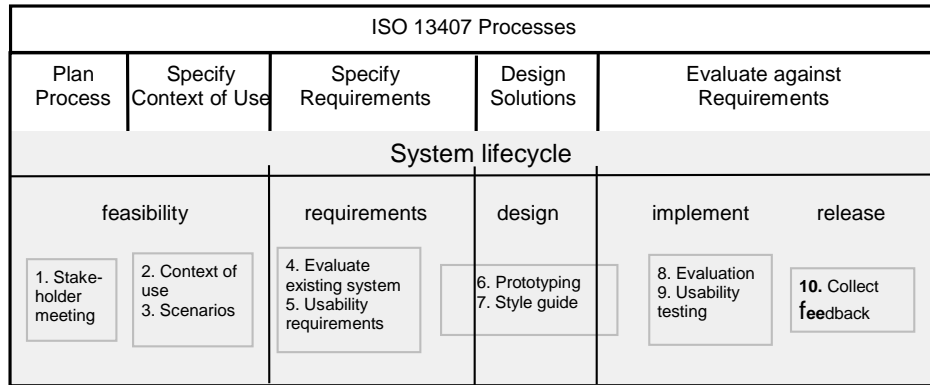 ISO 13407 Processes
Plan
Process
Specify
Context of Use
Specify
Requirements
Design
Solutions
Evaluate against
Requirements
System lifecycle
feasibility
requirements
design
implement
release
1. Stake-
holder
meeting
2. Context of
use
3. Scenarios
4. Evaluate
existing system
5. Usability
requirements
6. Prototyping
7. Style guide
8. Evaluation
9. Usability
testing
10. Collect
feedback